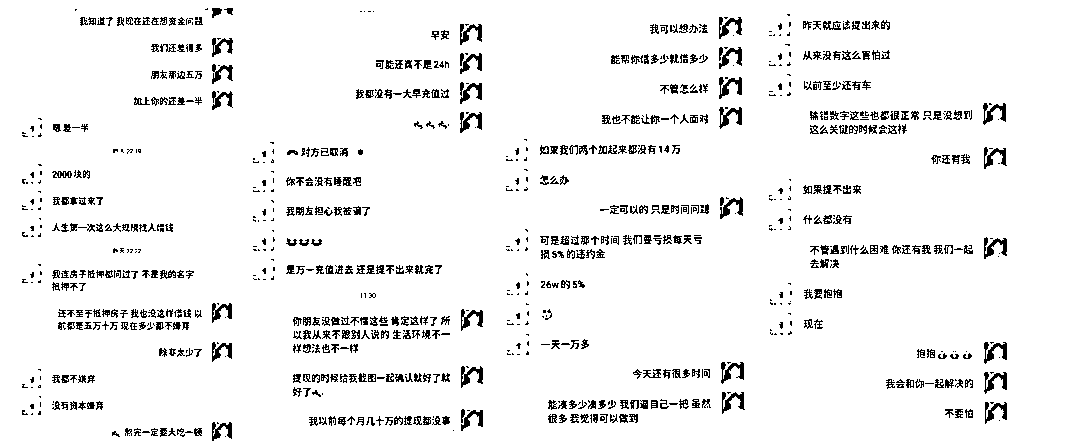 我知道了 我现在还在想资金问题
我们还差得多
朋友那边五万
加上你的还差一半
嗯 差一半
昨天 22:19
2000块的
我都拿过来了
人生第一次这么大规模找人借钱
昨天 22:22
我连房子抵押都问过了 不是我的名字
抵押不了
还不至于抵押房子 我也没这样借钱 以
前都是五万十万 现在多少都不嫌弃
除非太少了
我都不嫌弃
没有资本嫌弃
熬完一定要大吃一顿
早安
可能还真不是24h
我都没有一大早充值过
对方已取消
你不会没有睡醒吧
我朋友担心我被骗了
是万一充值进去 还是提不出来就完了
11:30
你朋友没做过不懂这些 肯定这样了 所
以我从来不跟别人说的 生活环境不一
样想法也不一样
提现的时候给我截图一起确认就好了就
好了
我以前每个月几十万的提现都没事
我可以想办法
能帮你借多少就借多少
不管怎么样
我也不能让你一个人面对
如果我们两个加起来都没有14万
怎么办
一定可以的 只是时间问题
可是超过那个时间 我们要亏损每天亏
损5%的违约金
26w的5%
一天一万多
今天还有很多时间
能凑多少凑多少 我们逼自己一把 虽然
很多 我觉得可以做到
昨天就应该提出来的
从来没有这么害怕过
以前至少还有车
输错数字这些也都很正常 只是没想到
这么关键的时候会这样
你还有我
如果提不出来
什么都没有
不管遇到什么困难 你还有我 我们一起
去解决
我要抱抱
现在
抱抱
我会和你一起解决的
不要怕